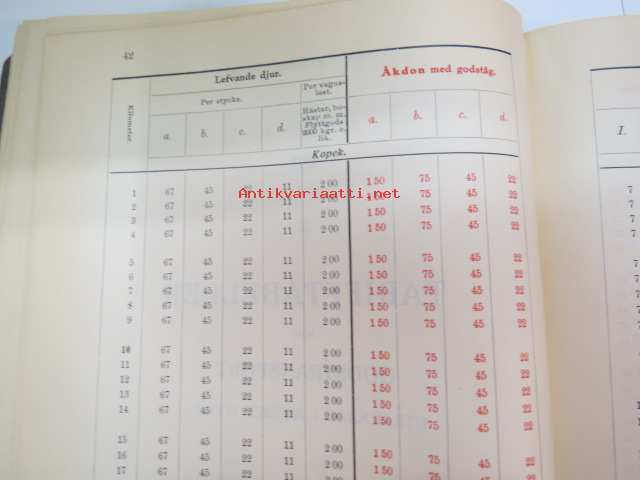 42
Lefvande djur.
Åkdon med godståg.
Kilometer.
Per stycke.
Per vagnslast.
a. b. c. d.
Hästar, boskap m. m. Flyttgods
a. b. c. d.
I.
Kopek.
Antikvariaatti.net
1 67 45 22 11 2 00 1 50 75 45 22 7
2 67 45 22 11 2 00 1 50 75 45 22 7
3 67 45 22 11 2 00 1 50 75 45 22 7
4 67 45 22 11 2 00 1 50 75 45 22 7
5 67 45 22 11 2 00 1 50 75 45 22
6 67 45 22 11 2 00 1 50 75 45 22
7 67 45 22 11 2 00 1 50 75 45 22
8 67 45 22 11 2 00 1 50 75 45 22
9 67 45 22 11 2 00 1 50 75 45 22
10 67 45 22 11 2 00 1 50 75 45 22
11 67 45 22 11 2 00 1 50 75 45 22
12 67 45 22 11 2 00 1 50 75 45 22
13 67 45 22 11 2 00 1 50 75 45 22
14 67 45 22 11 2 00 1 50 75 45 22
15 67 45 22 11 2 00 1 50 75 45 22
16 67 45 22 11 2 00 1 50 75 45 22
17 67 45 22 11 2 00 1 50 75 45